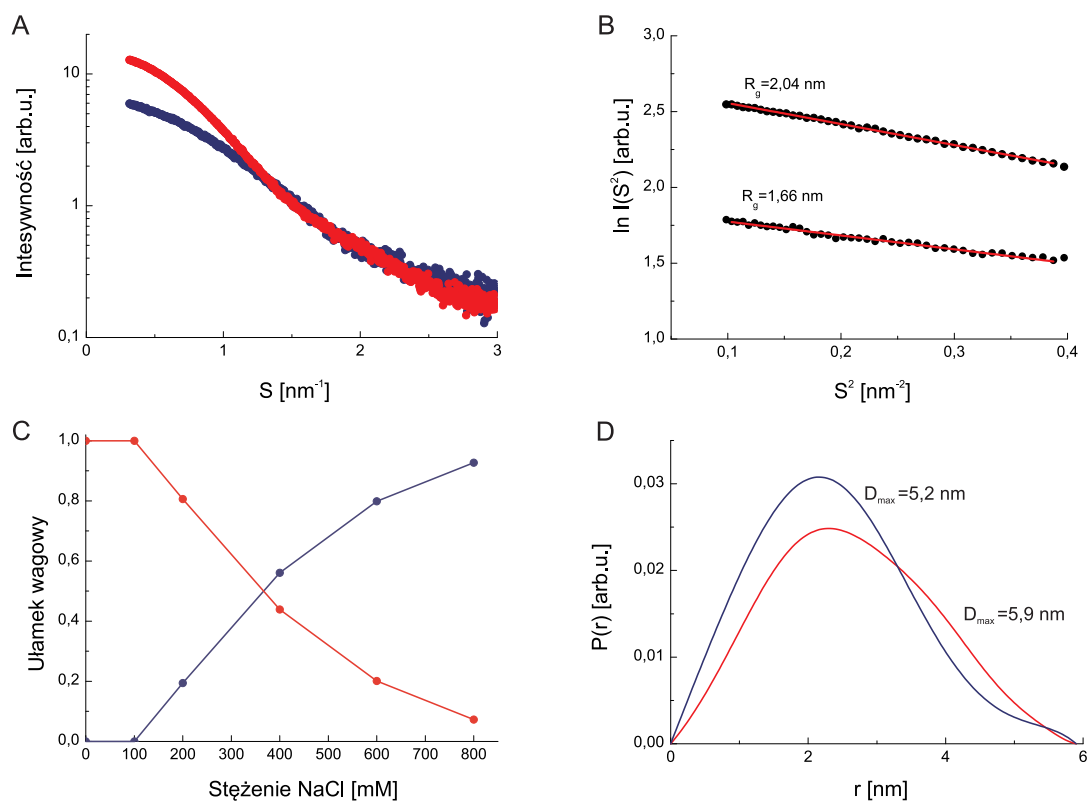 A
Intesywność [arb.u.]
10
1
0,1
0
1
2
3
S [nm⁻¹]
B
ln I(S²) [arb.u.]
3,0
2,5
2,0
1,5
1,0
R_g=2,04 nm
R_g=1,66 nm
0,1
0,2
0,3
0,4
S² [nm⁻²]
C
Ułamek wagowy
1,0
0,8
0,6
0,4
0,2
0,0
0 100 200 300 400 500 600 700 800
Stężenie NaCl [mM]
D
P(r) [arb.u.]
0,03
0,02
0,01
0,00
D_max=5,2 nm
D_max=5,9 nm
0
2
4
6
r [nm]